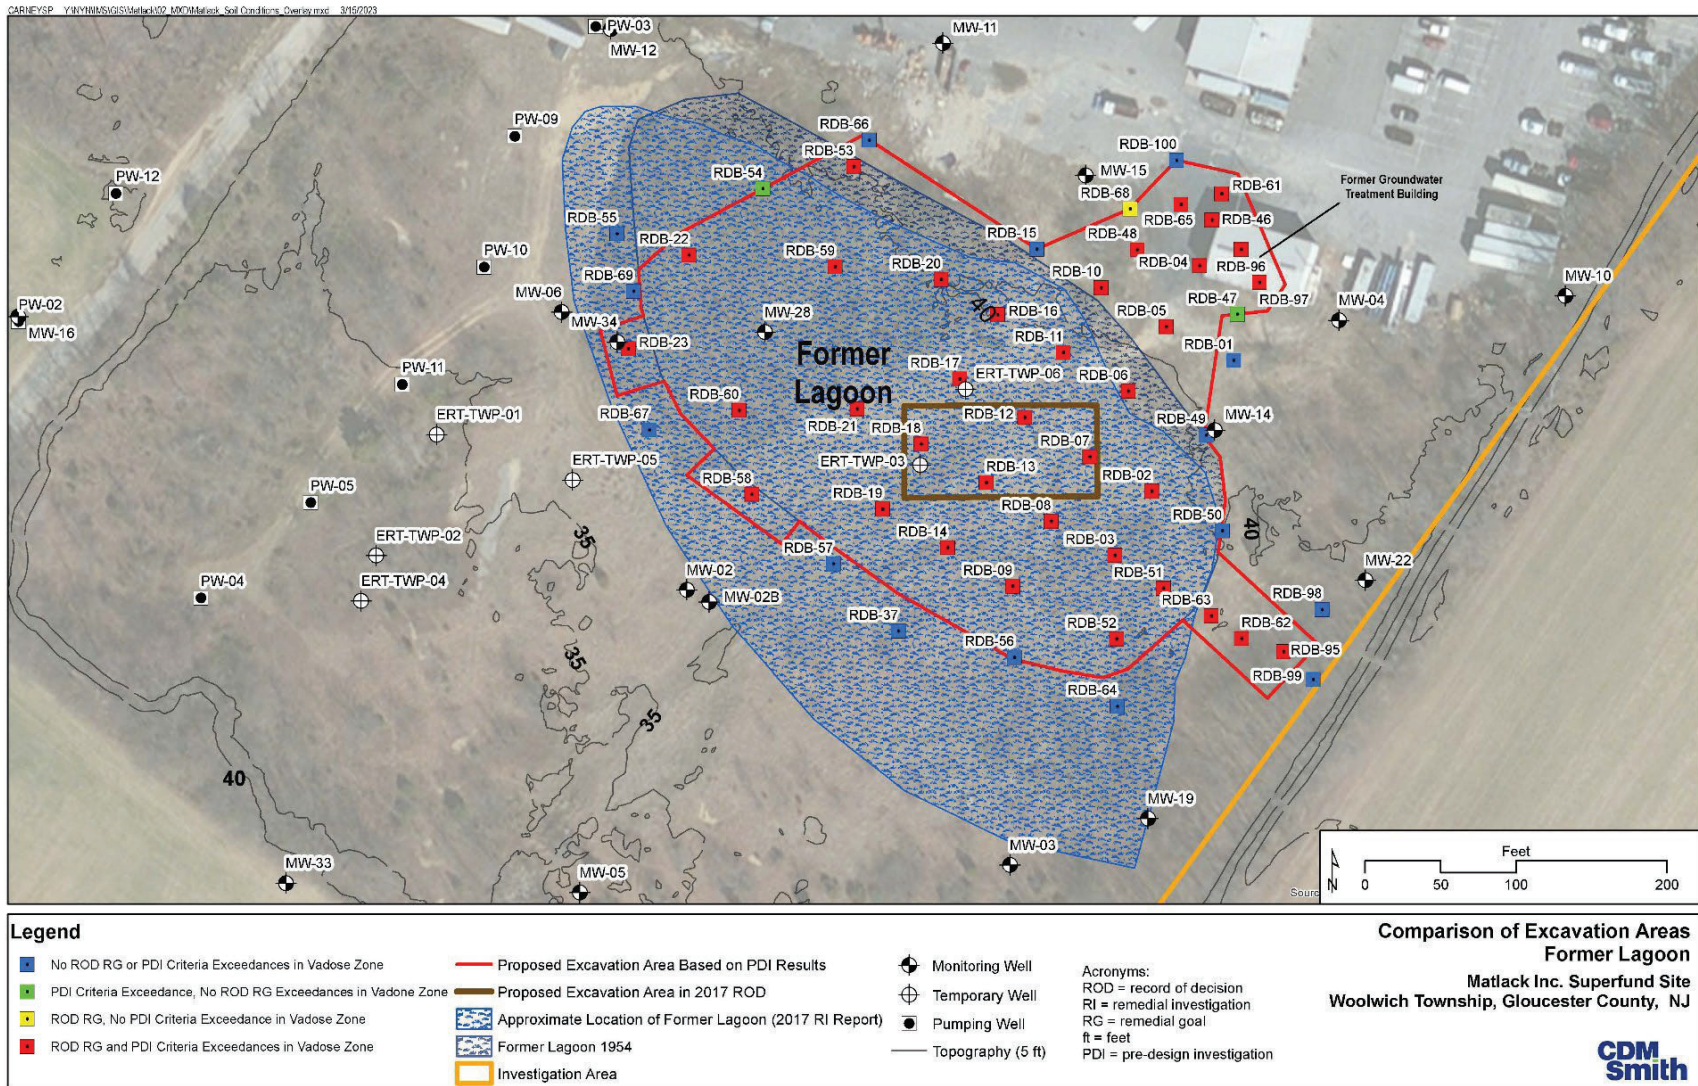 CARNEYSP Y:\NYN\IMS\GIS\Matlack\02_MXD\Matlack_Soil Conditions_Overlay.mxd 3/15/2023
PW-03
MW-12
MW-11
PW-09
RDB-66
RDB-53
RDB-100
MW-15
PW-12
RDB-54
RDB-68
RDB-61
Former Groundwater
Treatment Building
RDB-65
RDB-46
RDB-55
RDB-22
RDB-59
RDB-15
RDB-48
PW-10
RDB-20
RDB-04
RDB-96
RDB-69
RDB-10
MW-10
PW-02
MW-16
MW-06
MW-34
MW-28
40
RDB-16
RDB-05
RDB-47
RDB-97
MW-04
RDB-23
Former
Lagoon
RDB-11
RDB-01
PW-11
RDB-17
ERT-TWP-06
RDB-06
RDB-60
ERT-TWP-01
RDB-67
RDB-21
RDB-18
RDB-12
RDB-49
MW-14
RDB-07
ERT-TWP-05
ERT-TWP-03
RDB-13
RDB-02
PW-05
RDB-58
RDB-19
RDB-08
RDB-50
40
ERT-TWP-02
35
RDB-57
RDB-14
RDB-03
MW-22
PW-04
ERT-TWP-04
MW-02
MW-02B
RDB-09
RDB-51
RDB-63
RDB-98
RDB-37
RDB-52
RDB-62
RDB-56
RDB-95
35
RDB-99
RDB-64
35
40
MW-19
MW-33
MW-05
MW-03
Feet
N
0 50 100 200
Sourc
Legend
No ROD RG or PDI Criteria Exceedances in Vadose Zone
PDI Criteria Exceedance, No ROD RG Exceedances in Vadone Zone
ROD RG, No PDI Criteria Exceedance in Vadose Zone
ROD RG and PDI Criteria Exceedances in Vadose Zone
Proposed Excavation Area Based on PDI Results
Proposed Excavation Area in 2017 ROD
Approximate Location of Former Lagoon (2017 RI Report)
Former Lagoon 1954
Investigation Area
Monitoring Well
Temporary Well
Pumping Well
Topography (5 ft)
Acronyms:
ROD = record of decision
RI = remedial investigation
RG = remedial goal
ft = feet
PDI = pre-design investigation
Comparison of Excavation Areas
Former Lagoon
Matlack Inc. Superfund Site
Woolwich Township, Gloucester County, NJ
CDM
Smith